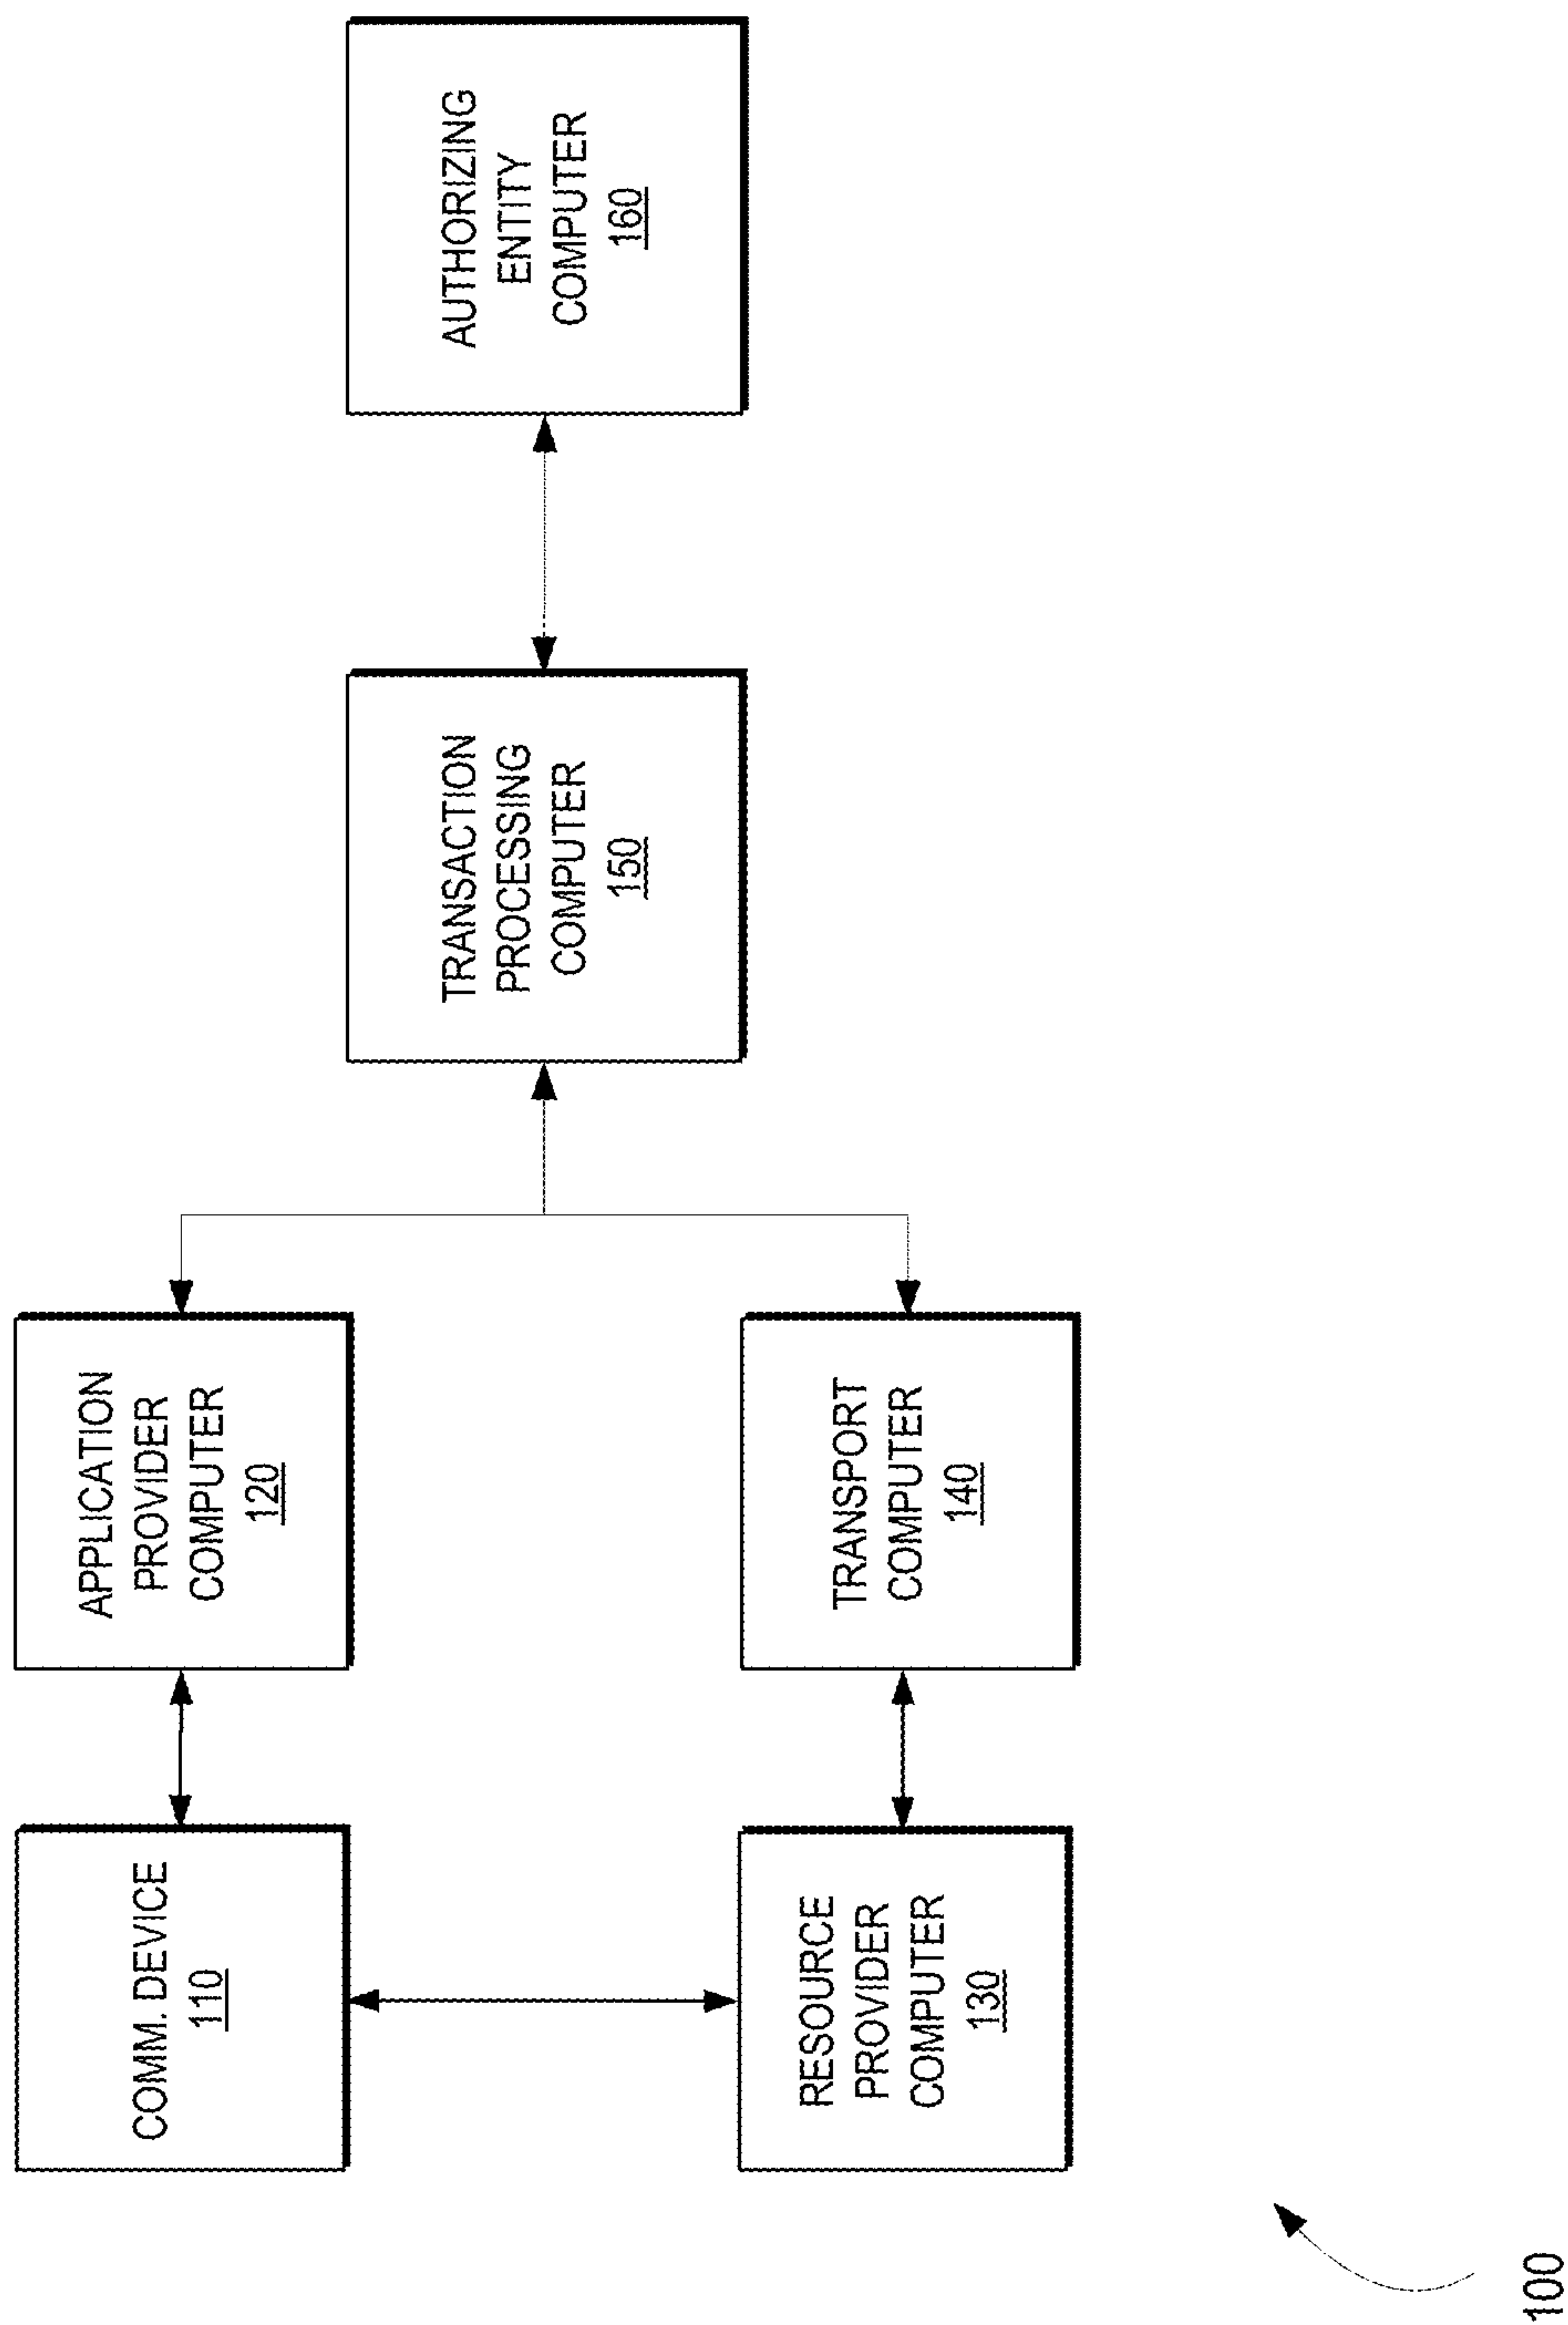 COMM. DEVICE
110
APPLICATION
PROVIDER
COMPUTER
120
RESOURCE
PROVIDER
COMPUTER
130
TRANSPORT
COMPUTER
140
TRANSACTION
PROCESSING
COMPUTER
150
AUTHORIZING
ENTITY
COMPUTER
160
100